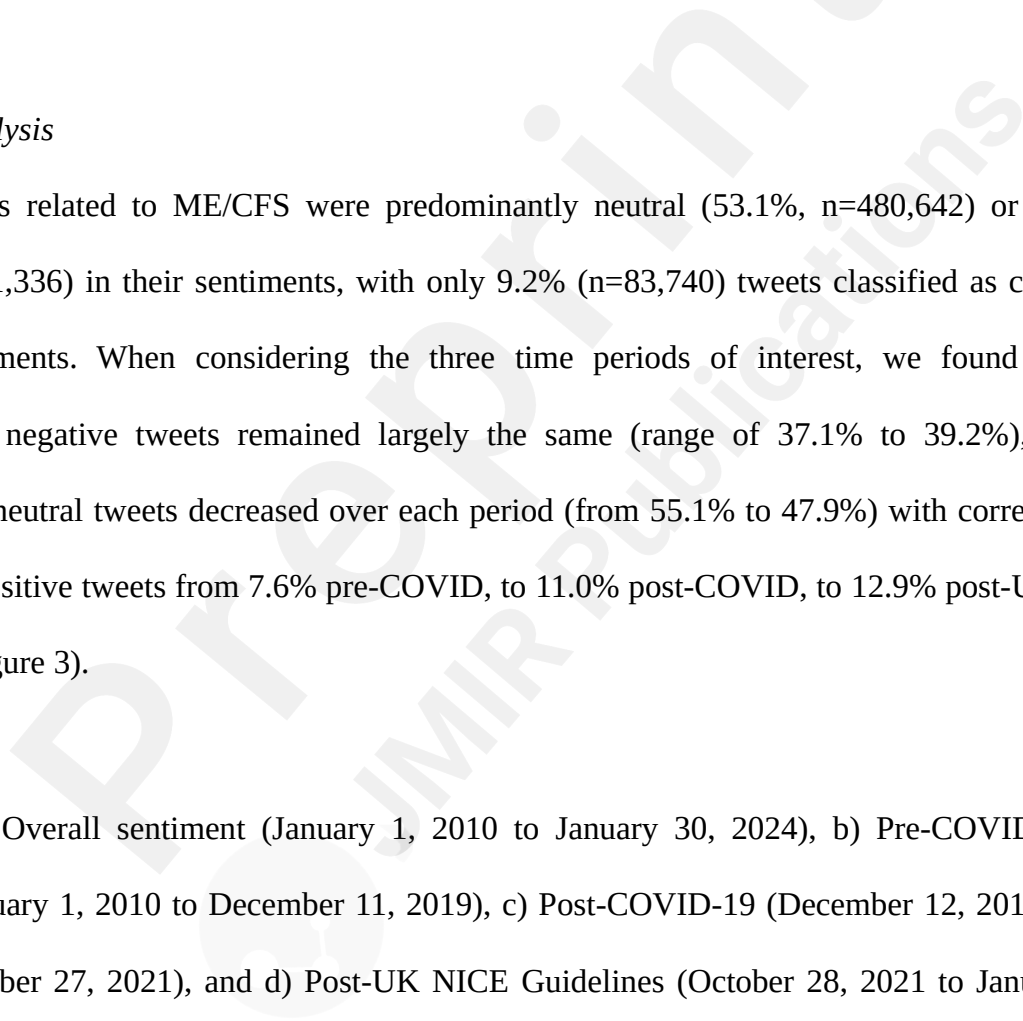 lysis
s related to ME/CFS were predominantly neutral (53.1%, n=480,642) or
,336) in their sentiments, with only 9.2% (n=83,740) tweets classified as c
ments. When considering the three time periods of interest, we found
negative tweets remained largely the same (range of 37.1% to 39.2%),
neutral tweets decreased over each period (from 55.1% to 47.9%) with corre
sitive tweets from 7.6% pre-COVID, to 11.0% post-COVID, to 12.9% post-U
gure 3).
Overall sentiment (January 1, 2010 to January 30, 2024), b) Pre-COVID
uary 1, 2010 to December 11, 2019), c) Post-COVID-19 (December 12, 201
ber 27, 2021), and d) Post-UK NICE Guidelines (October 28, 2021 to Janu
Preprint
JMIR Publications